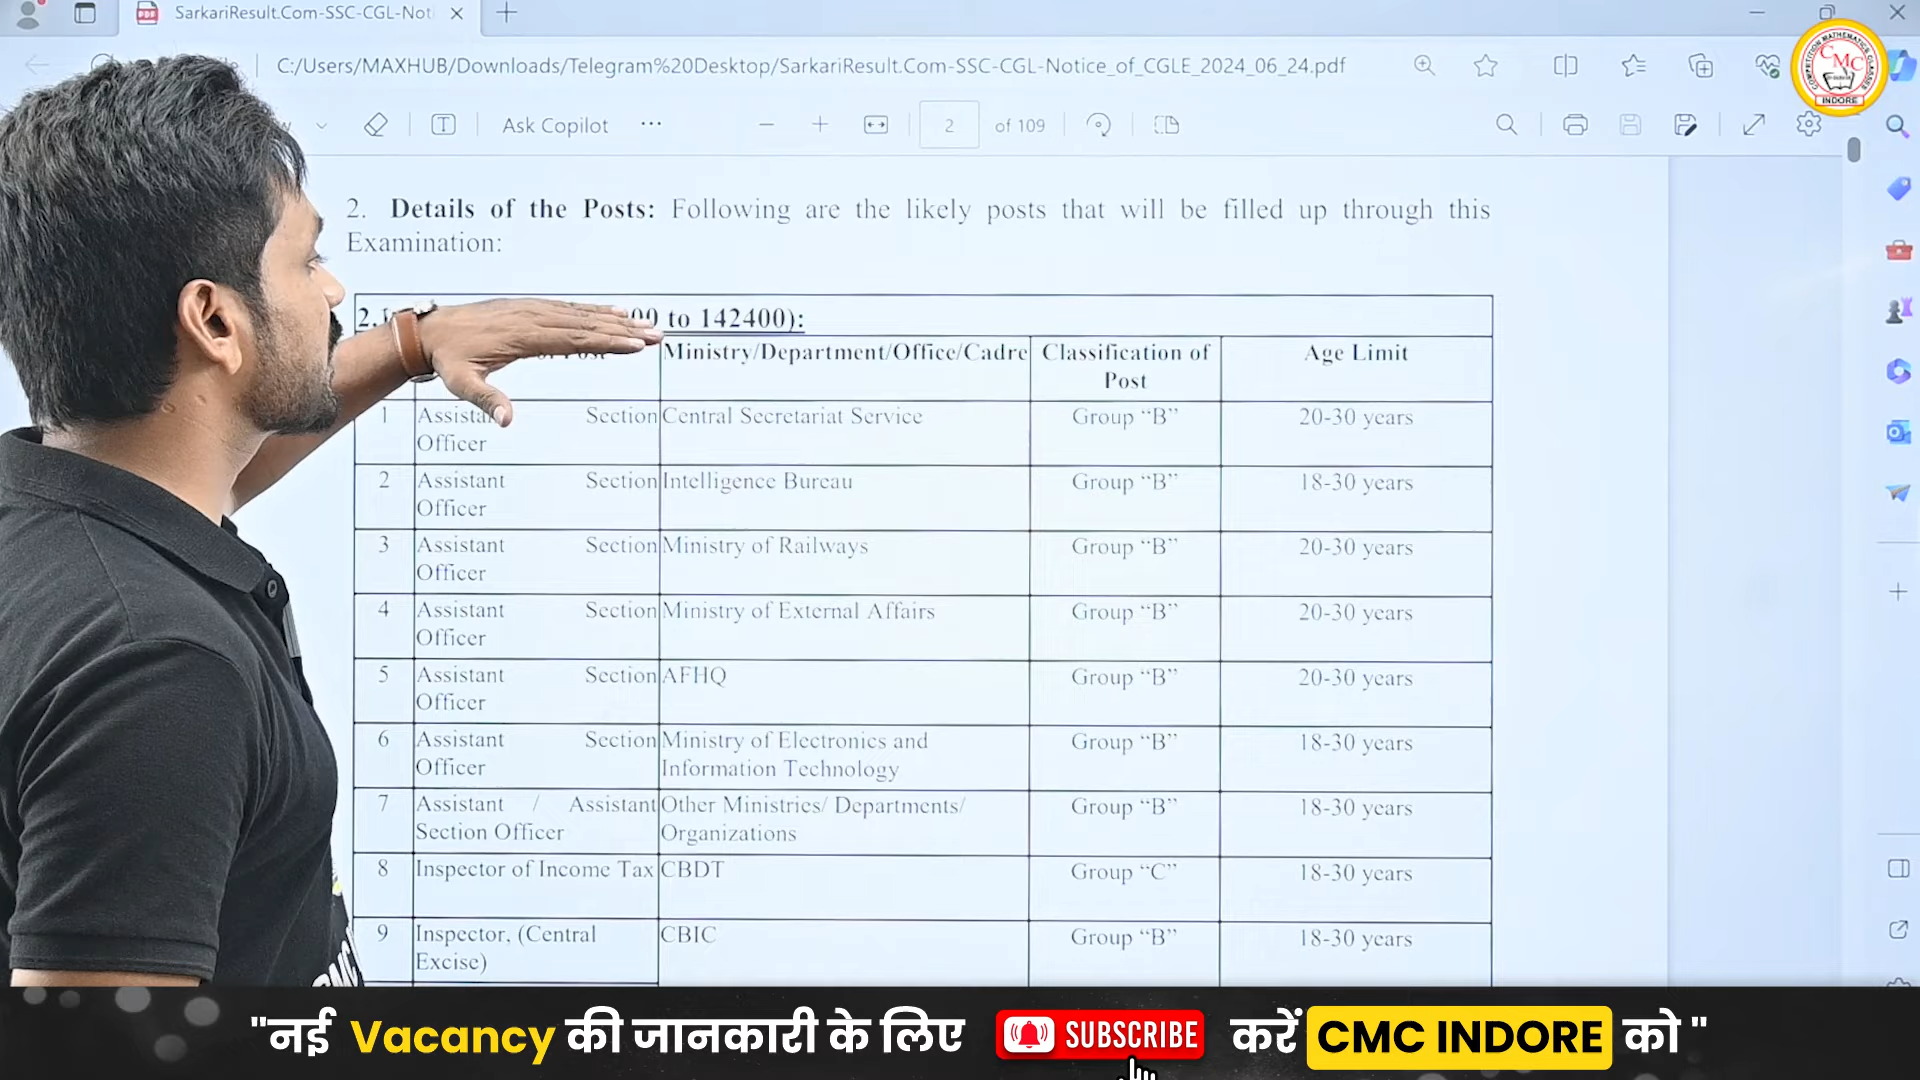 SarkariResult.Com-SSC-CGL-Noti
C:/Users/MAXHUB/Downloads/Telegram%20Desktop/SarkariResult.Com-SSC-CGL-Notice_of_CGLE_2024_06_24.pdf
Ask Copilot ... 2 of 109
COMPETITION MATHEMATICS CLASSES
CMC
INDORE
2. Details of the Posts: Following are the likely posts that will be filled up through this
Examination:
00 to 142400):
Ministry/Department/Office/Cadre Classification of Post Age Limit
1 Assista Section Officer Central Secretariat Service Group “B” 20-30 years
2 Assistant Section Officer Intelligence Bureau Group “B” 18-30 years
3 Assistant Section Officer Ministry of Railways Group “B” 20-30 years
4 Assistant Section Officer Ministry of External Affairs Group “B” 20-30 years
5 Assistant Section Officer AFHQ Group “B” 20-30 years
6 Assistant Section Officer Ministry of Electronics and Information Technology Group “B” 18-30 years
7 Assistant / Assistant Section Officer Other Ministries/ Departments/ Organizations Group “B” 18-30 years
8 Inspector of Income Tax CBDT Group “C” 18-30 years
9 Inspector, (Central Excise) CBIC Group “B” 18-30 years
"नई Vacancy की जानकारी के लिए SUBSCRIBE करें CMC INDORE को "